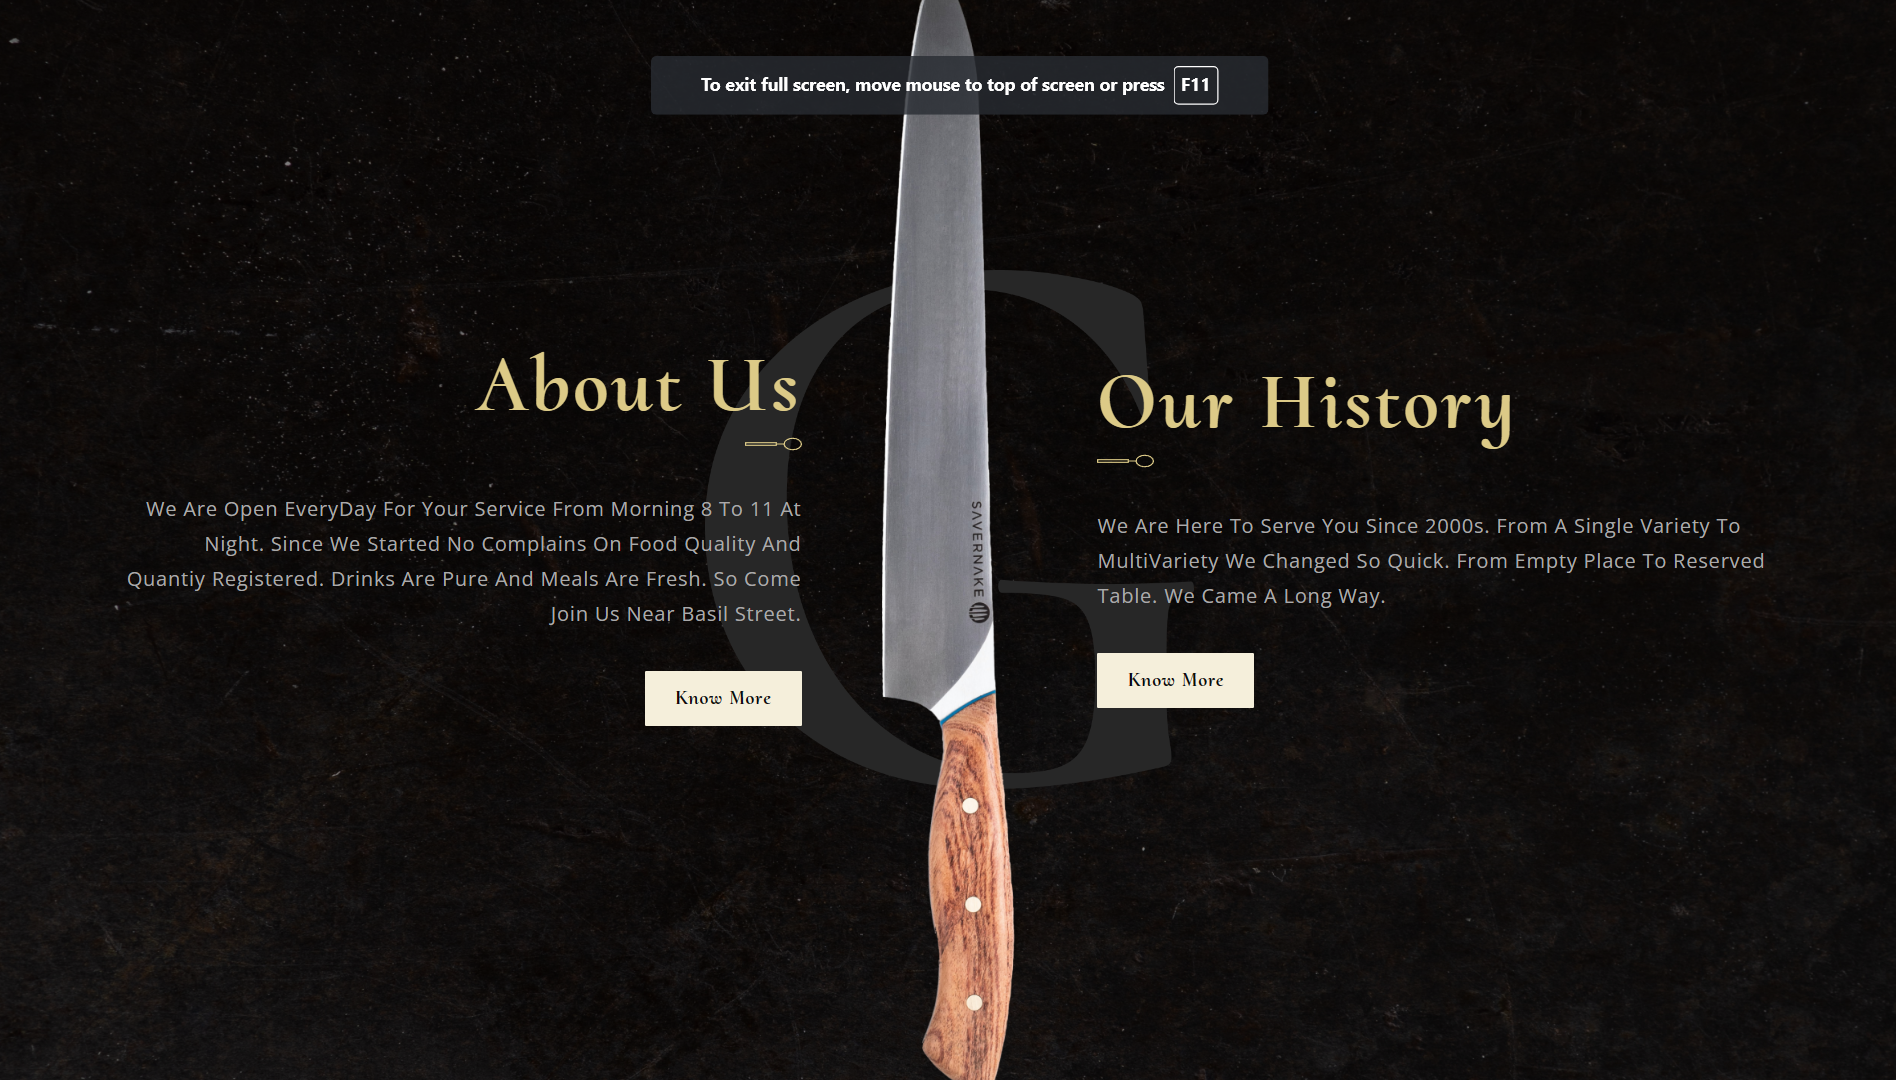 To exit full screen, move mouse to top of screen or press F11
G
About Us
We Are Open EveryDay For Your Service From Morning 8 To 11 At
Night. Since We Started No Complains On Food Quality And
Quantiy Registered. Drinks Are Pure And Meals Are Fresh. So Come
Join Us Near Basil Street.
Know More
SAVERNAKE
Our History
We Are Here To Serve You Since 2000s. From A Single Variety To
MultiVariety We Changed So Quick. From Empty Place To Reserved
Table. We Came A Long Way.
Know More